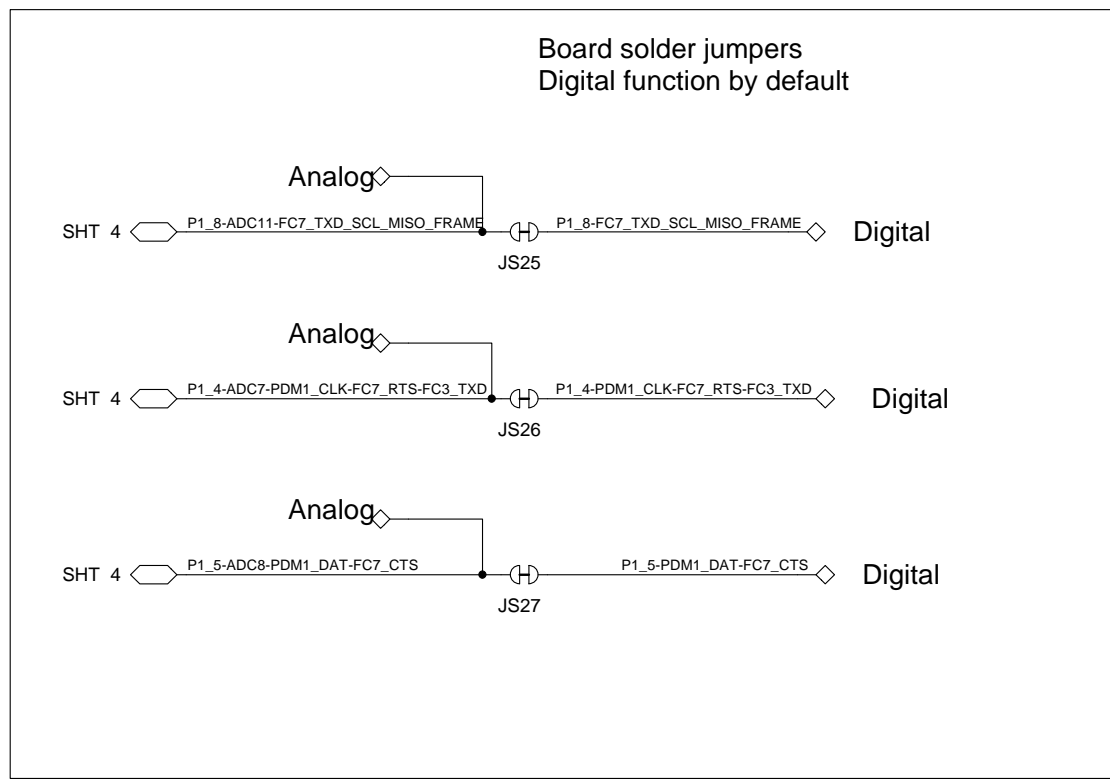 Board solder jumpers
Digital function by default
Analog
SHT 4 P1_8-ADC11-FC7_TXD_SCL_MISO_FRAME P1_8-FC7_TXD_SCL_MISO_FRAME Digital
JS25
Analog
SHT 4 P1_4-ADC7-PDM1_CLK-FC7_RTS-FC3_TXD P1_4-PDM1_CLK-FC7_RTS-FC3_TXD Digital
JS26
Analog
SHT 4 P1_5-ADC8-PDM1_DAT-FC7_CTS P1_5-PDM1_DAT-FC7_CTS Digital
JS27